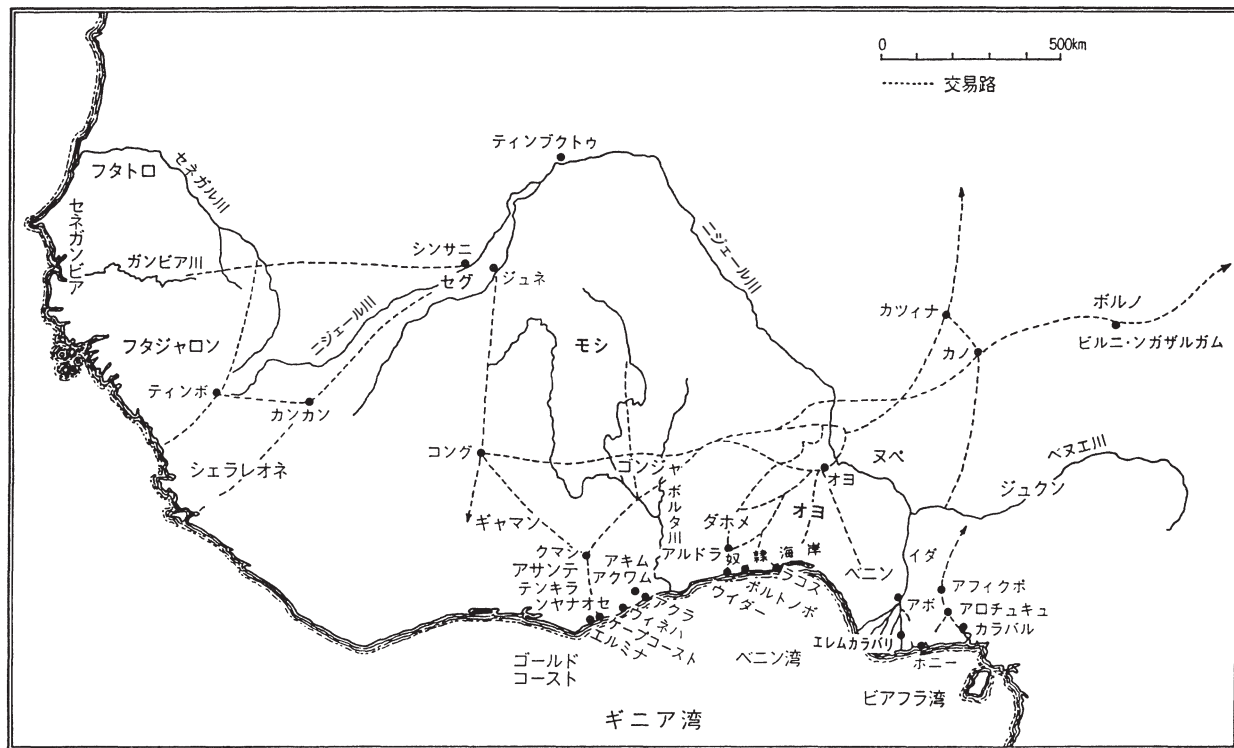 0
500km
交易路
ティンブクトゥ
フタトロ
セネガル川
セネガンビア
ガンビア川
シンサニ
セグ
ジュネ
ニジェール川
ニジェール川
モシ
カツィナ
カノ
ボルノ
ビルニ・ンガザルガム
フタジャロン
ティンボ
カンカン
シェラレオネ
コング
ゴンジャ
ボルタ川
ギャマン
ヌペ
オヨ
オヨ
ベヌエ川
ジュクン
ダホメ
アルドラ
奴隷海岸
クマシ
アサンテ
テンキラ
ンヤナオセ
アキム
アクワム
アクラ
ウィネバ
ケープコースト
エルミナ
ウイダー
ポルトノボ
ラゴス
ベニン
イダ
アボ
アフィクポ
アロチュキュ
カラバル
エレムカラバリ
ボニー
ゴールド
コースト
ベニン湾
ビアフラ湾
ギニア湾